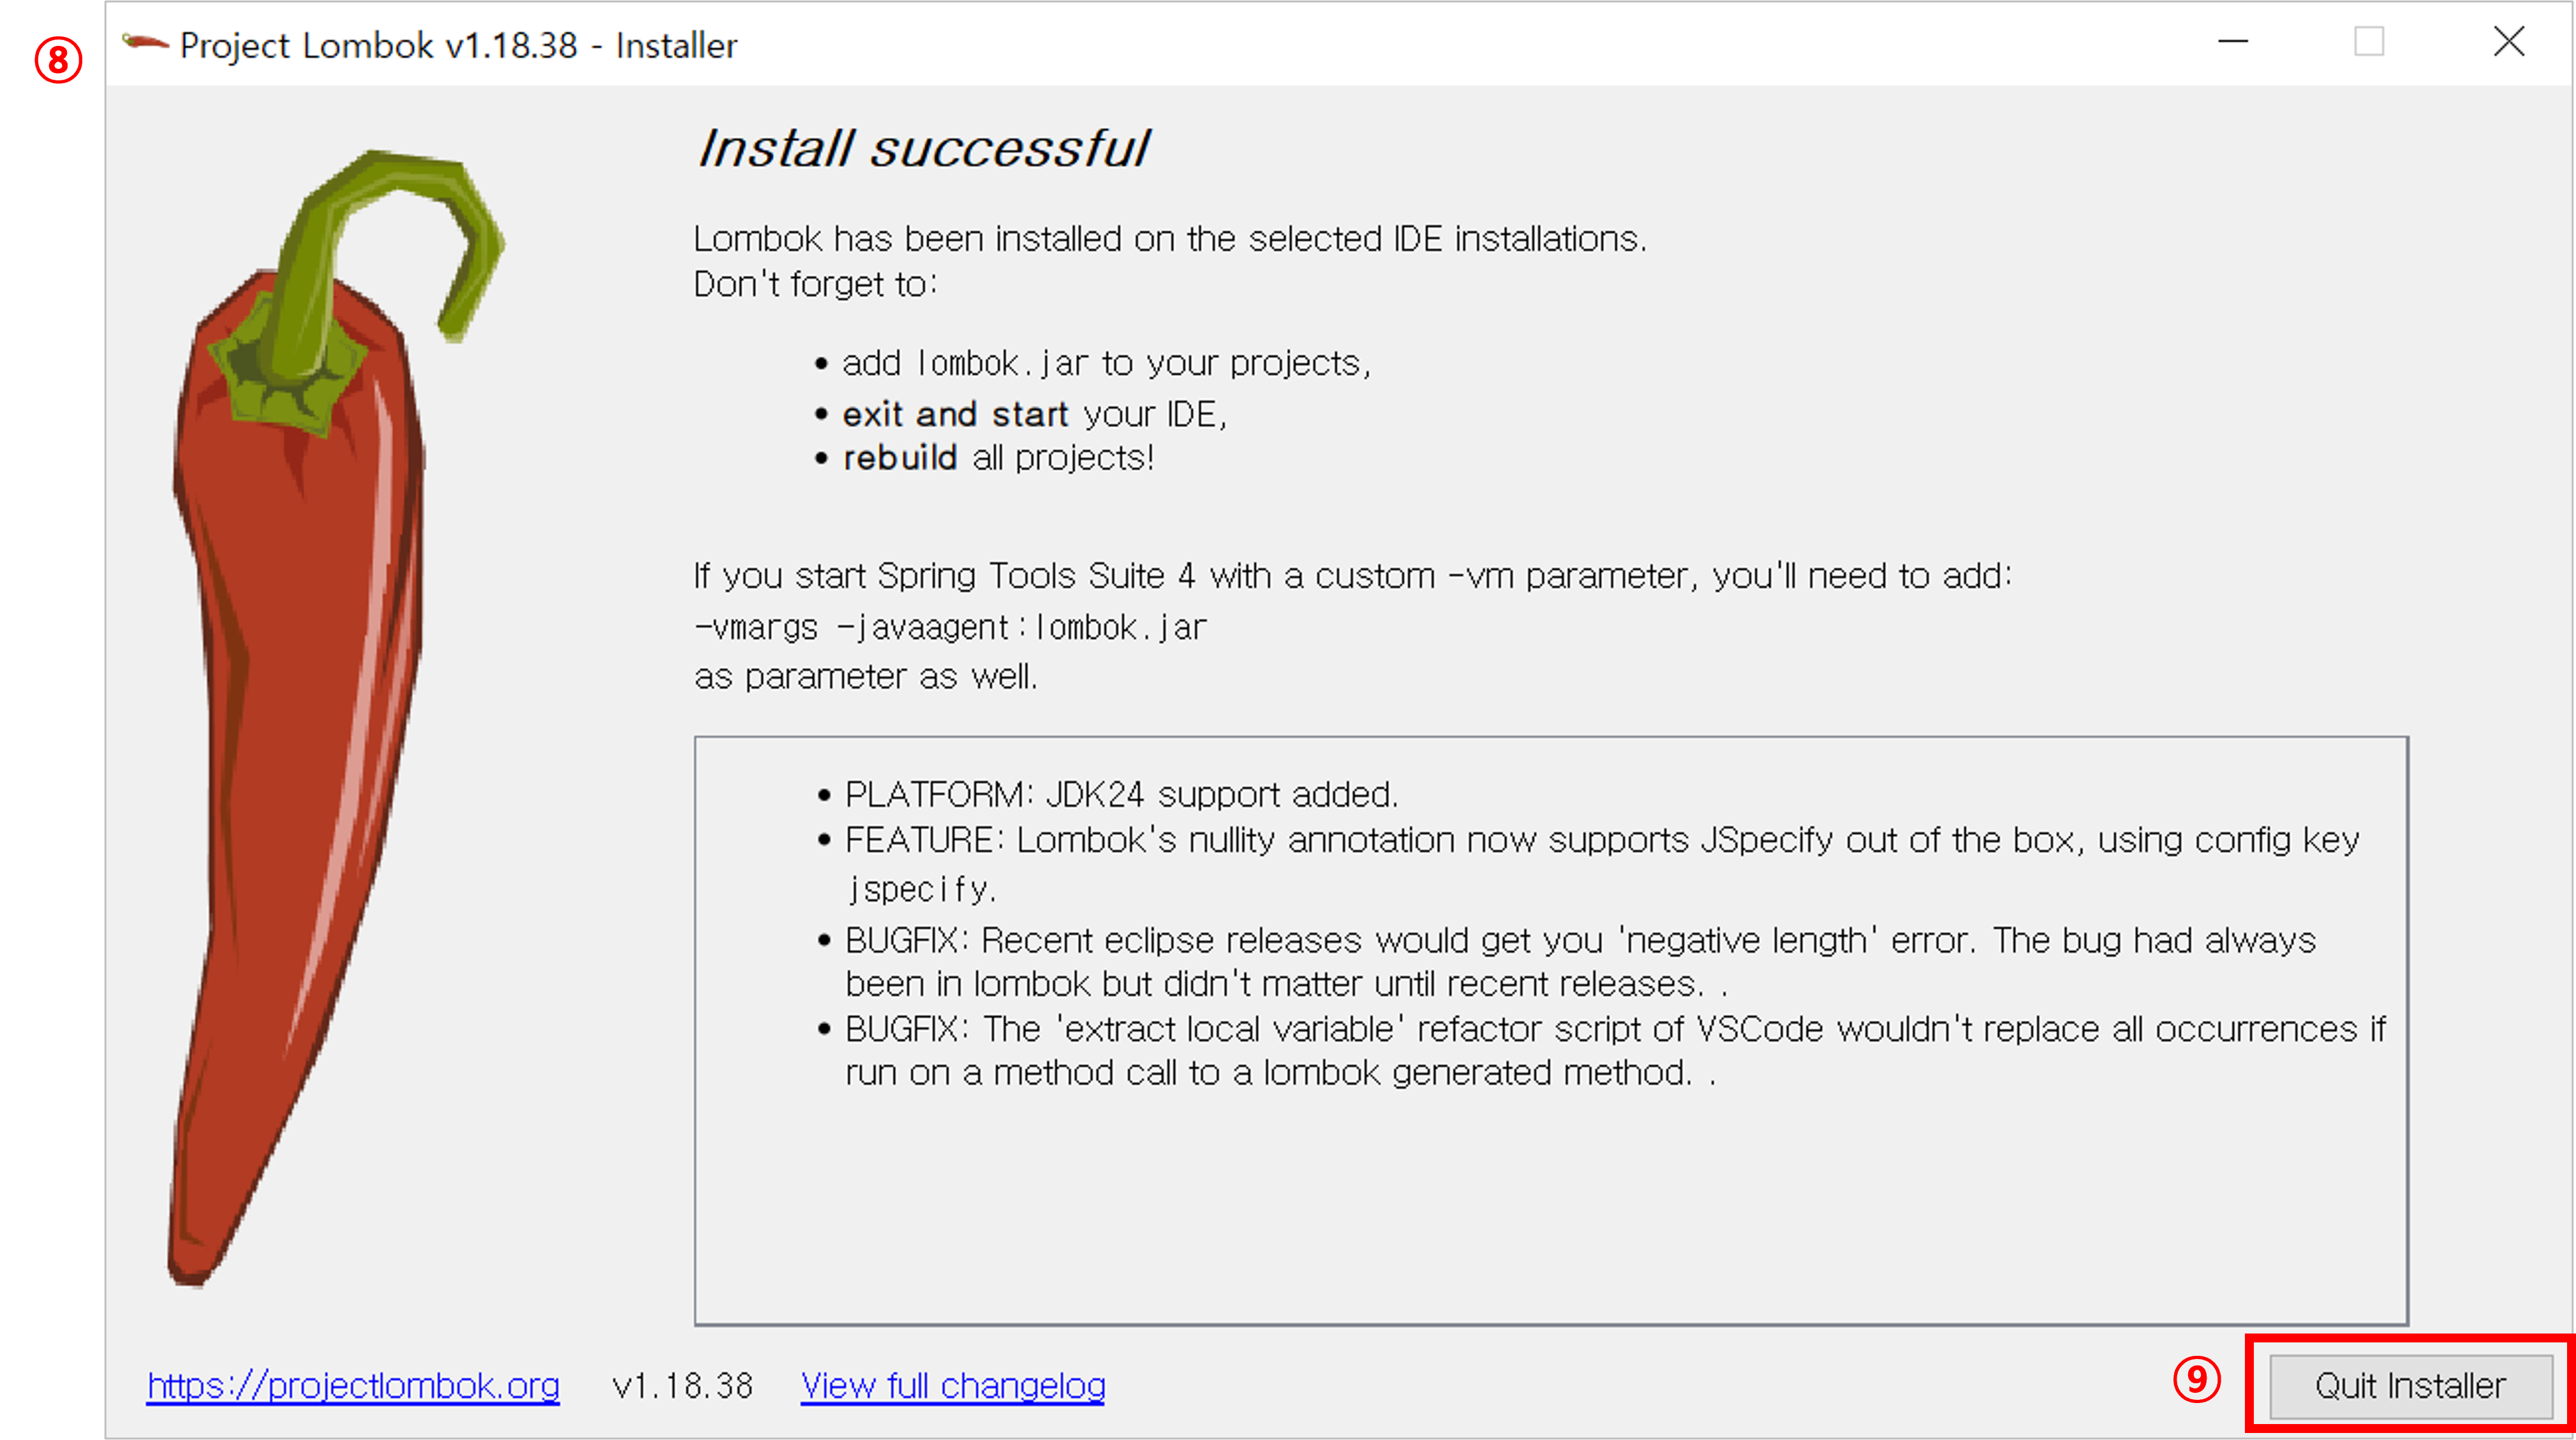 ⑧
Project Lombok v1.18.38 - Installer
Install successful
Lombok has been installed on the selected IDE installations.
Don't forget to:
• add lombok.jar to your projects,
• exit and start your IDE,
• rebuild all projects!
If you start Spring Tools Suite 4 with a custom -vm parameter, you'll need to add:
-vmargs -javaagent:lombok.jar
as parameter as well.
• PLATFORM: JDK24 support added.
• FEATURE: Lombok's nullity annotation now supports JSpecify out of the box, using config key
jspecify.
• BUGFIX: Recent eclipse releases would get you 'negative length' error. The bug had always
been in lombok but didn't matter until recent releases. .
• BUGFIX: The 'extract local variable' refactor script of VSCode wouldn't replace all occurrences if
run on a method call to a lombok generated method. .
https://projectlombok.org v1.18.38 View full changelog ⑨ Quit Installer